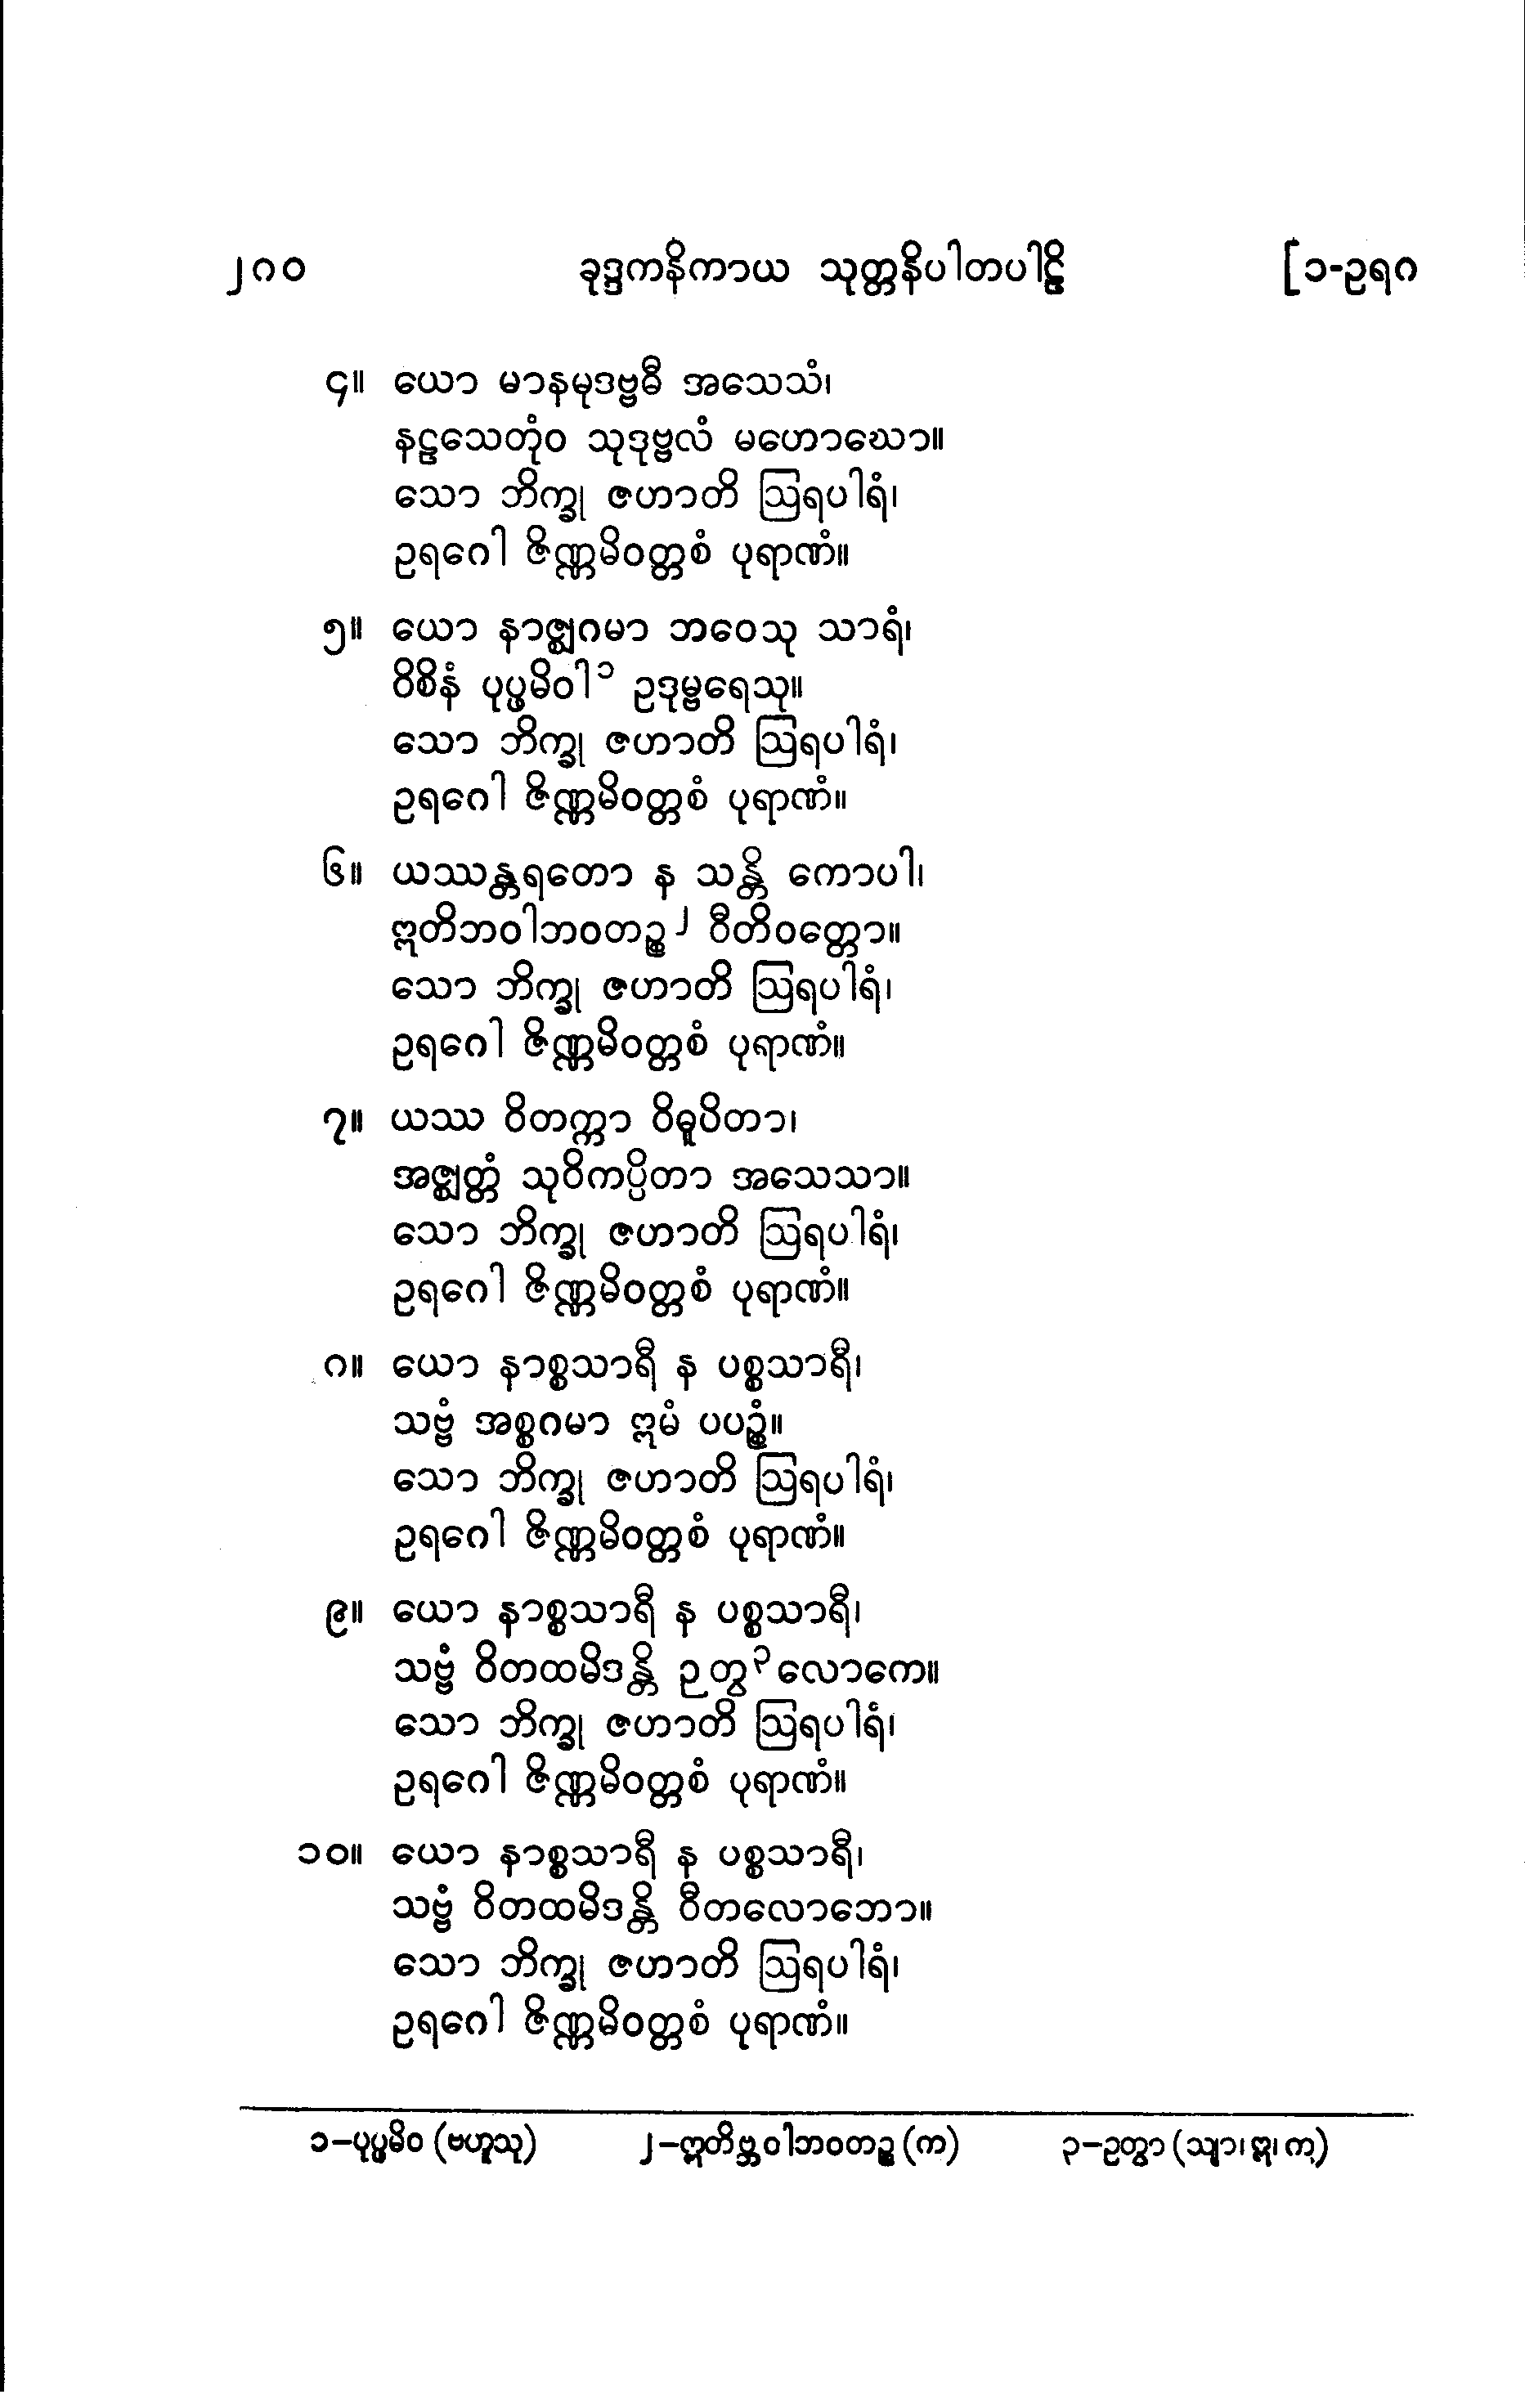 ၂၈၀ ခုဒ္ဒကနိကာယ သုတ္တနိပါတပါဠိ [၁-ဥရဂ
၄။ ယော မာနမုဒဗ္ဗဓီ အသေသံ၊
နဠသေတုံဝ သုဒုဗ္ဗလံ မဟောဃော။
သော ဘိက္ခု ဇဟာတိ ဩရပါရံ၊
ဥရဂေါ ဇိဏ္ဏမိဝတ္တစံ ပုရာဏံ။
၅။ ယော နာဇ္ဈဂမာ ဘဝေသု သာရံ၊
ဝိစိနံ ပုပ္ဖမိဝါ၁ ဥဒုမ္ဗရေသု။
သော ဘိက္ခု ဇဟာတိ ဩရပါရံ၊
ဥရဂေါ ဇိဏ္ဏမိဝတ္တစံ ပုရာဏံ။
၆။ ယဿန္တရတော န သန္တိ ကောပါ၊
ဣတိဘဝါဘဝတဉ္စ၂ ဝီတိဝတ္တော။
သော ဘိက္ခု ဇဟာတိ ဩရပါရံ၊
ဥရဂေါ ဇိဏ္ဏမိဝတ္တစံ ပုရာဏံ။
၇။ ယဿ ဝိတက္ကာ ဝိဓူပိတာ၊
အဇ္ဈတ္တံ သုဝိကပ္ပိတာ အသေသာ။
သော ဘိက္ခု ဇဟာတိ ဩရပါရံ၊
ဥရဂေါ ဇိဏ္ဏမိဝတ္တစံ ပုရာဏံ။
၈။ ယော နာစ္စသာရီ န ပစ္စသာရီ၊
သဗ္ဗံ အစ္စဂမာ ဣမံ ပပဉ္စံ။
သော ဘိက္ခု ဇဟာတိ ဩရပါရံ၊
ဥရဂေါ ဇိဏ္ဏမိဝတ္တစံ ပုရာဏံ။
၉။ ယော နာစ္စသာရီ န ပစ္စသာရီ၊
သဗ္ဗံ ဝိတထမိဒန္တိ ဉတွ၃လောကေ။
သော ဘိက္ခု ဇဟာတိ ဩရပါရံ၊
ဥရဂေါ ဇိဏ္ဏမိဝတ္တစံ ပုရာဏံ။
၁၀။ ယော နာစ္စသာရီ န ပစ္စသာရီ၊
သဗ္ဗံ ဝိတထမိဒန္တိ ဝီတလောဘော။
သော ဘိက္ခု ဇဟာတိ ဩရပါရံ၊
ဥရဂေါ ဇိဏ္ဏမိဝတ္တစံ ပုရာဏံ။
၁–ပုပ္ဖမိဝ (ဗဟူသု) ၂–ဣတိဗ္ဘဝါဘဝတဉ္စ (က) ၃–ဥတွာ (သျာ၊ ဣ၊ က)